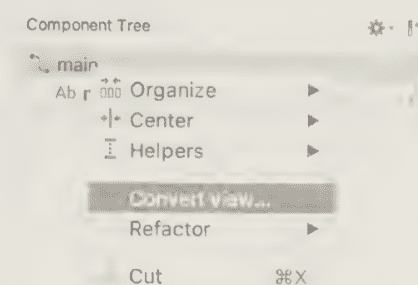 Component Tree
main
Ab
Organize
Center
Helpers
Convert view...
Refactor
Cut ⌘X